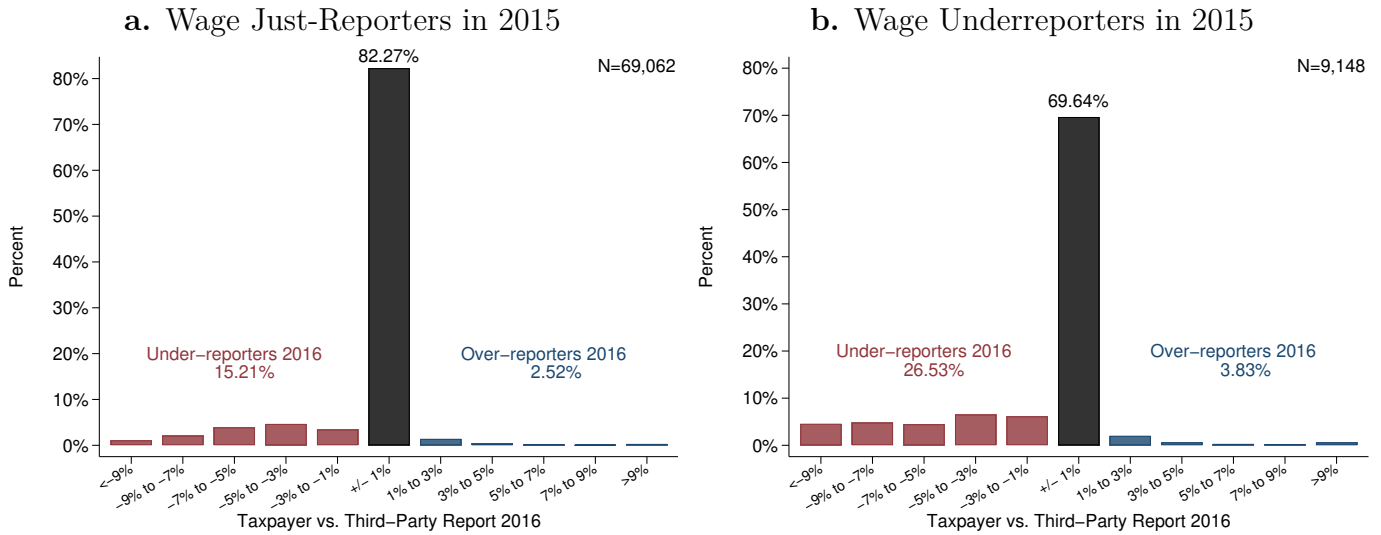 a. Wage Just-Reporters in 2015
82.27%
N=69,062
80%
70%
60%
50%
40%
30%
20%
10%
0%
Percent
Under−reporters 2016
15.21%
Over−reporters 2016
2.52%
<−9%
−9% to −7%
−7% to −5%
−5% to −3%
−3% to −1%
+/− 1%
1% to 3%
3% to 5%
5% to 7%
7% to 9%
>9%
Taxpayer vs. Third−Party Report 2016
b. Wage Underreporters in 2015
69.64%
N=9,148
80%
70%
60%
50%
40%
30%
20%
10%
0%
Percent
Under−reporters 2016
26.53%
Over−reporters 2016
3.83%
<−9%
−9% to −7%
−7% to −5%
−5% to −3%
−3% to −1%
+/− 1%
1% to 3%
3% to 5%
5% to 7%
7% to 9%
>9%
Taxpayer vs. Third−Party Report 2016